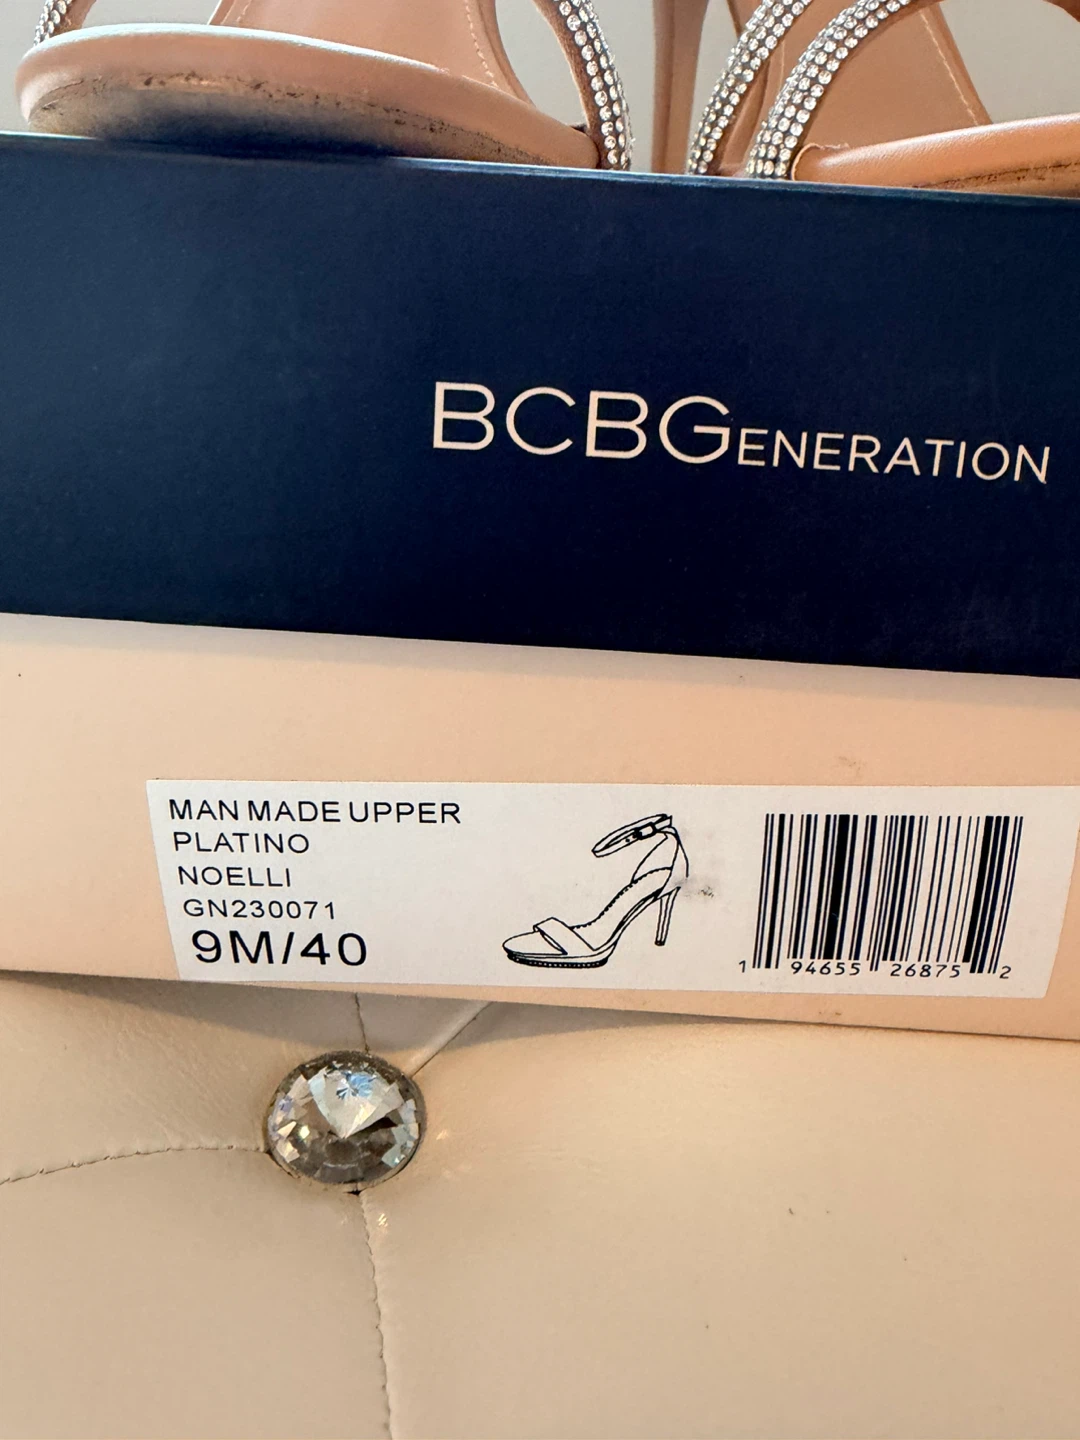 BCBGENERATION
MAN MADE UPPER
PLATINO
NOELLI
GN230071
9M/40
1 94655 26875 2